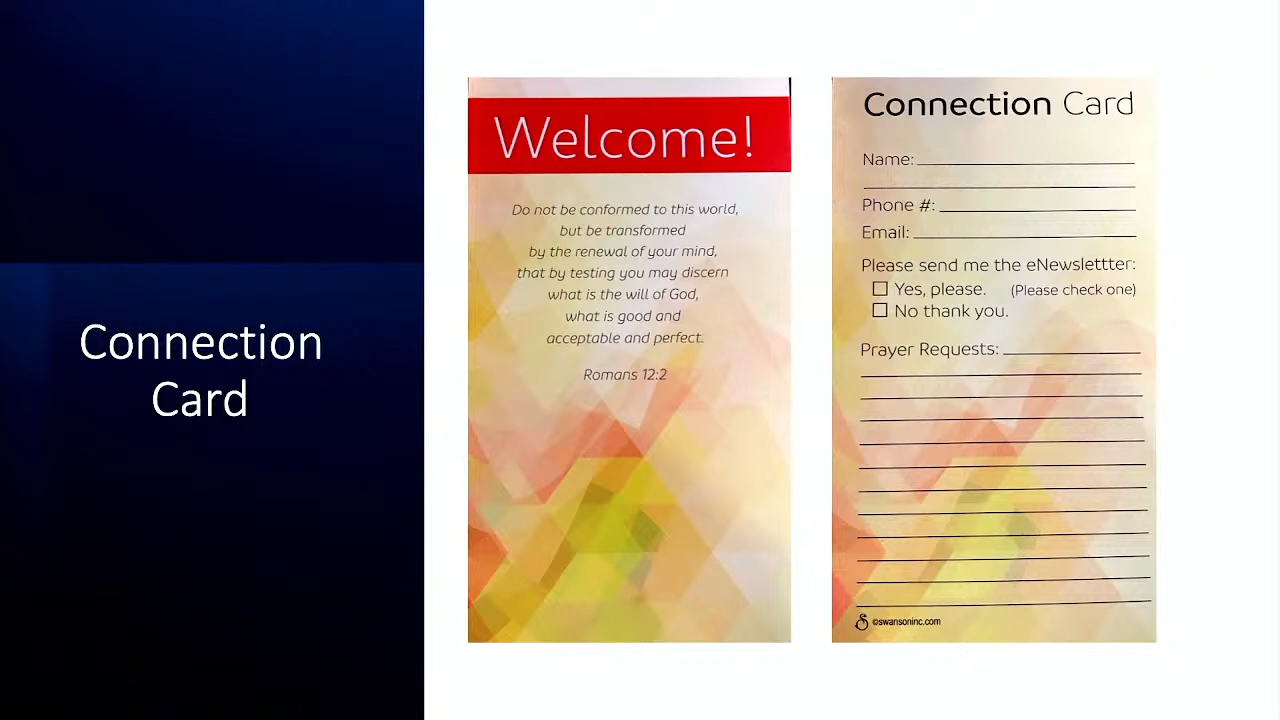 Connection
Card
Welcome!
Do not be conformed to this world,
but be transformed
by the renewal of your mind,
that by testing you may discern
what is the will of God,
what is good and
acceptable and perfect.
Romans 12:2
Connection Card
Name:
Phone #:
Email:
Please send me the eNewslettter:
Yes, please. (Please check one)
No thank you.
Prayer Requests:
©swansoninc.com